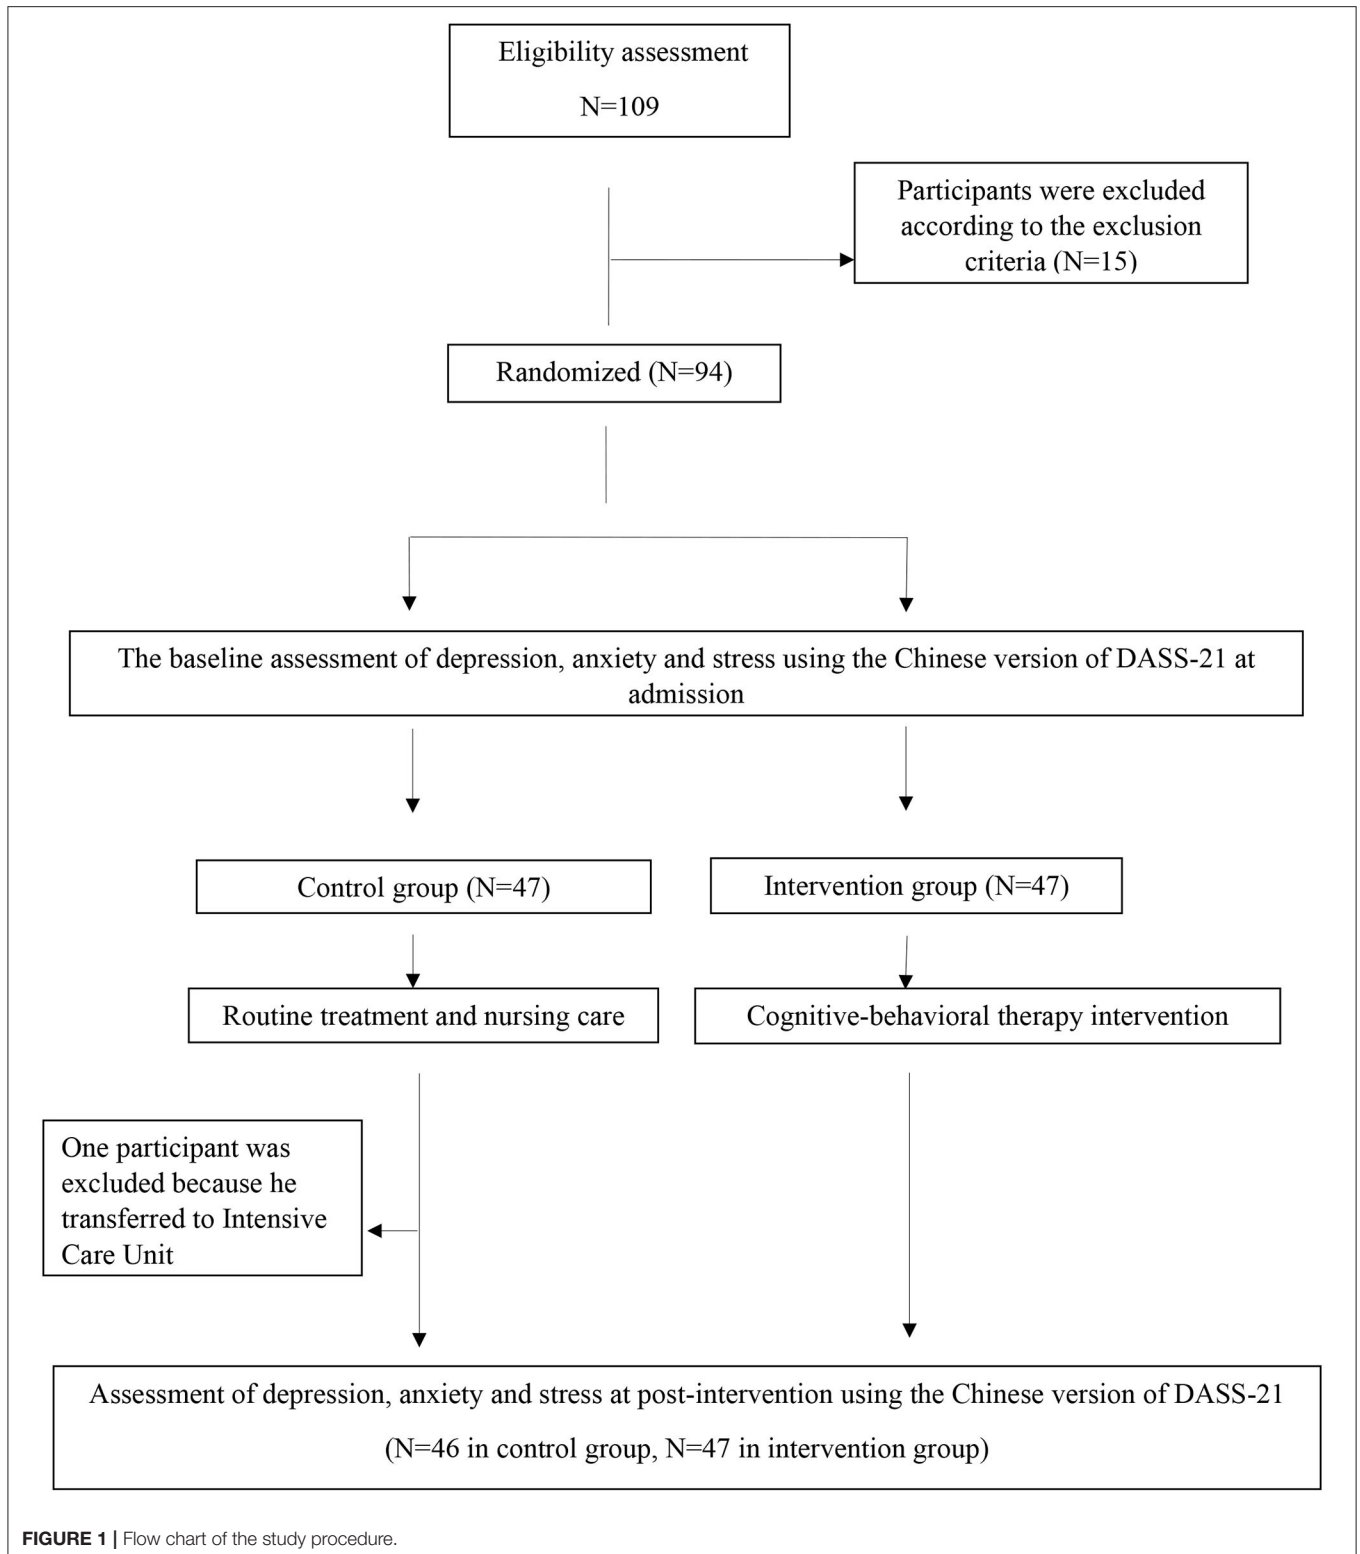 Eligibility assessment
N=109
Participants were excluded
according to the exclusion
criteria (N=15)
Randomized (N=94)
The baseline assessment of depression, anxiety and stress using the Chinese version of DASS-21 at
admission
Control group (N=47)
Intervention group (N=47)
Routine treatment and nursing care
Cognitive-behavioral therapy intervention
One participant was
excluded because he
transferred to Intensive
Care Unit
Assessment of depression, anxiety and stress at post-intervention using the Chinese version of DASS-21
(N=46 in control group, N=47 in intervention group)
FIGURE 1 | Flow chart of the study procedure.